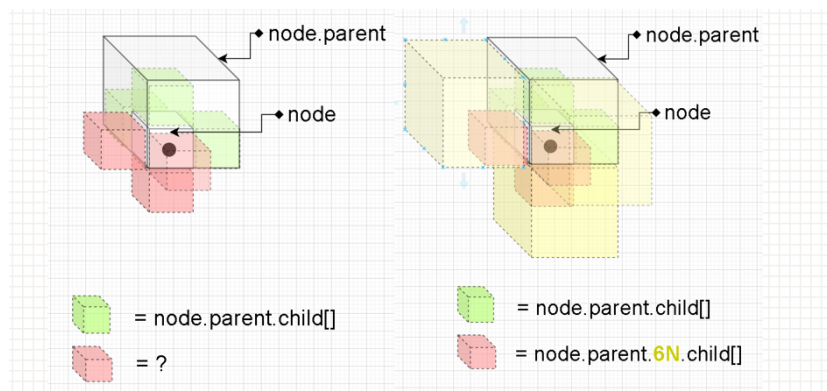 node.parent
node
= node.parent.child[]
= ?
node.parent
node
= node.parent.child[]
= node.parent.6N.child[]